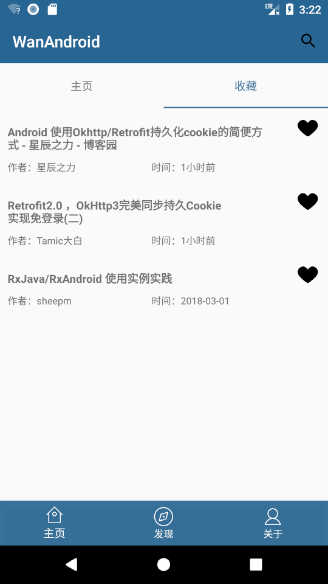 3:22
WanAndroid
主页
收藏
Android 使用Okhttp/Retrofit持久化cookie的简便方
式 - 星辰之力 - 博客园
作者：星辰之力 时间：1小时前
Retrofit2.0 ，OkHttp3完美同步持久Cookie
实现免登录(二)
作者：Tamic大白 时间：1小时前
RxJava/RxAndroid 使用实例实践
作者：sheepm 时间：2018-03-01
主页
发现
关于